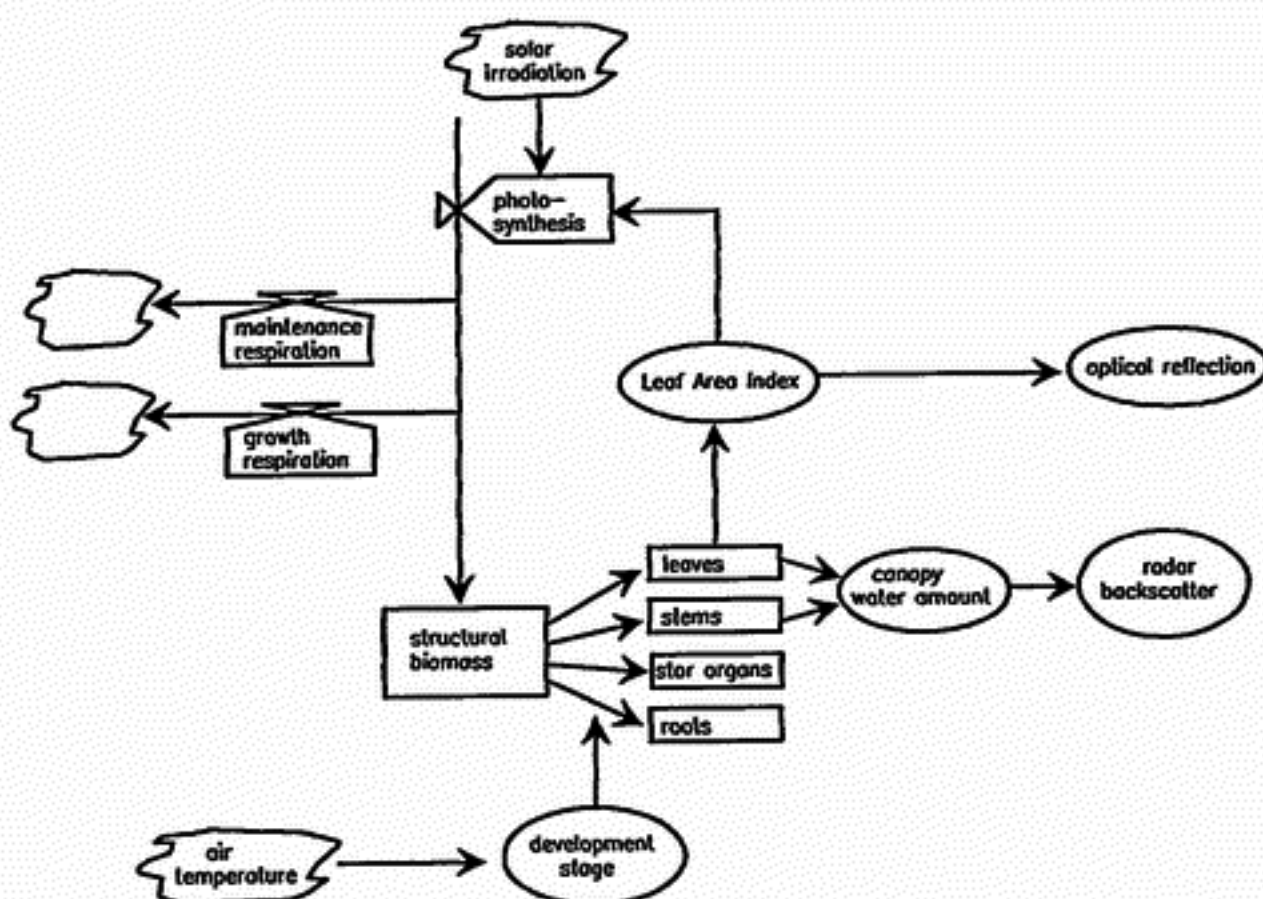 solar
irradiation
photo-
synthesis
maintenance
respiration
growth
respiration
Leaf Area Index
optical reflection
leaves
stems
stor organs
roots
structural
biomass
canopy
water amount
radar
backscatter
development
stage
air
temperature